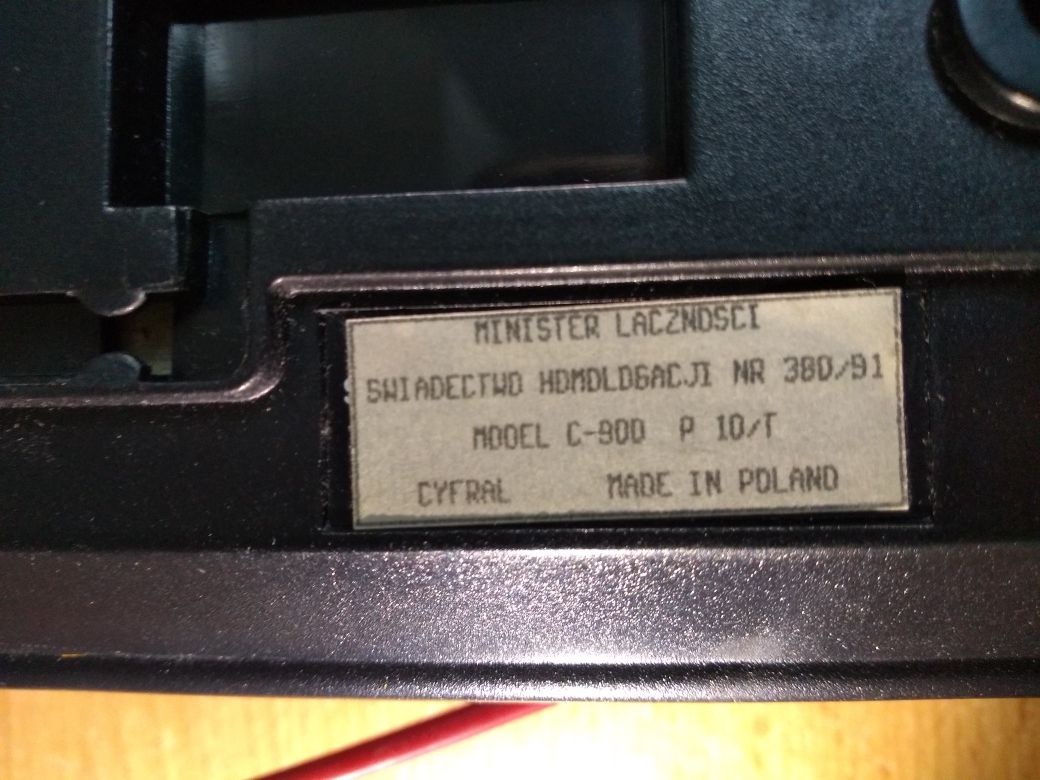 MINISTER LACZNOSCI
SWIADECTWO HOMOLOGACJI NR 380/91
MODEL C-900 P 10/T
CYFRAL MADE IN POLAND